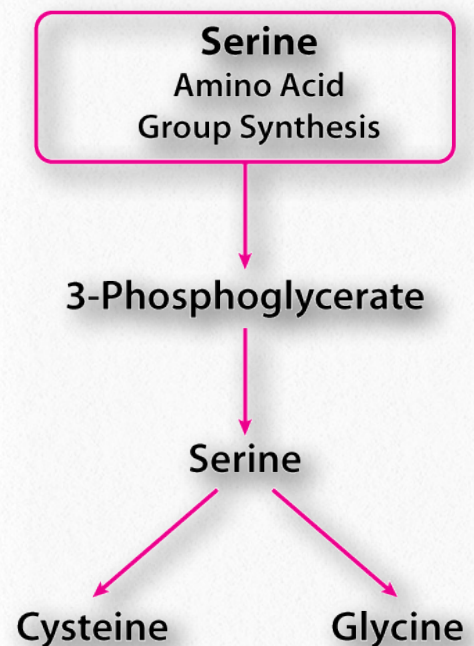 Serine
Amino Acid
Group Synthesis
3-Phosphoglycerate
Serine
Cysteine
Glycine